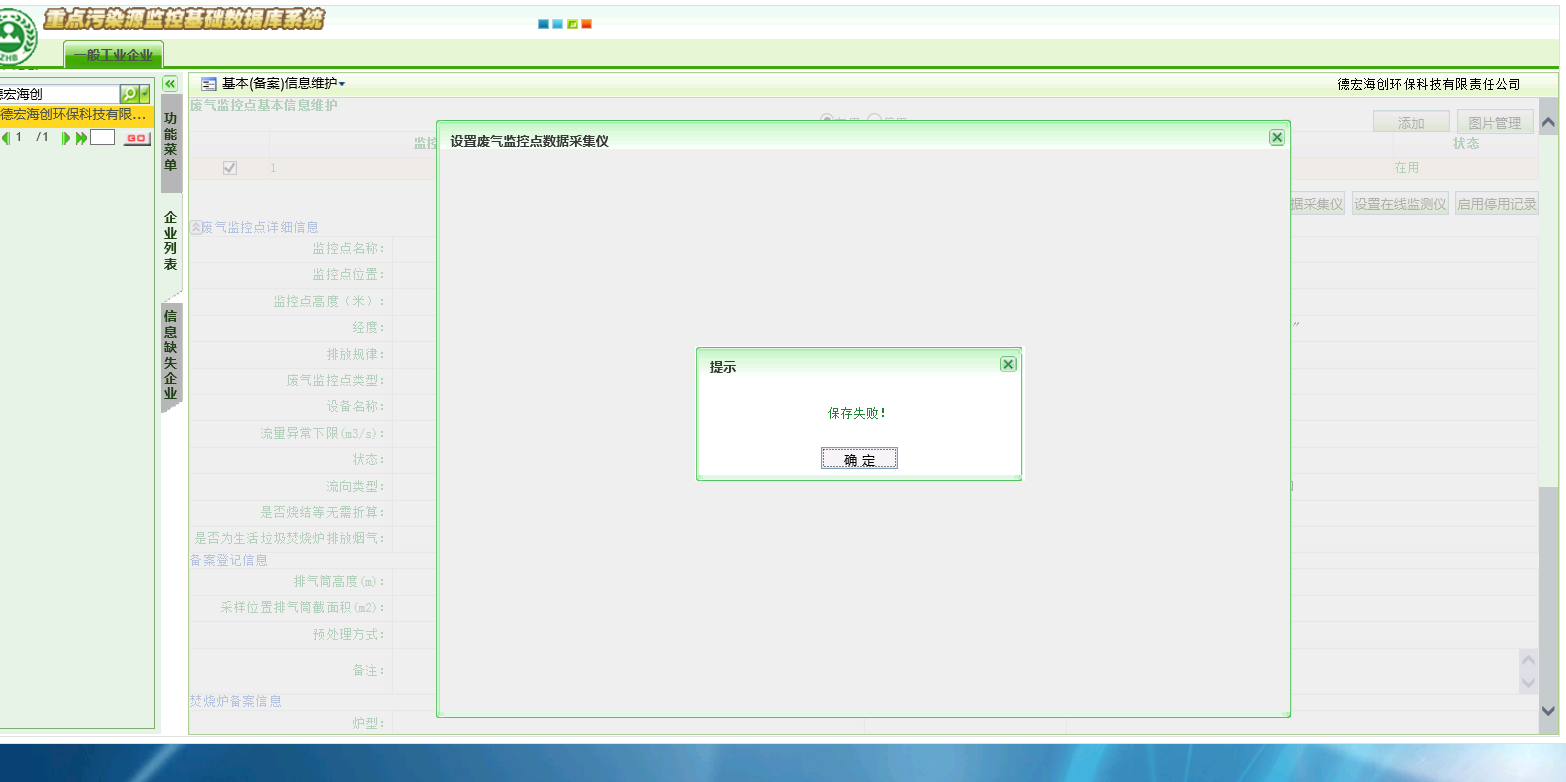 重点污染源监控基础数据库系统
ZHB
一般工业企业
德宏海创
德宏海创环保科技有限...
1 /1 GO
功能菜单
企业列表
信息缺失企业
基本(备案)信息维护
德宏海创环保科技有限责任公司
废气监控点基本信息维护
添加
图片管理
监控
状态
1
在用
据采集仪
设置在线监测仪
启用停用记录
废气监控点详细信息
监控点名称:
监控点位置:
监控点高度(米):
经度:
″
排放规律:
废气监控点类型:
设备名称:
流量异常下限(m3/s):
状态:
流向类型:
是否烧结等无需折算:
是否为生活垃圾焚烧炉排放烟气:
备案登记信息
排气筒高度(m):
采样位置排气筒截面积(m2):
预处理方式:
备注:
焚烧炉备案信息
炉型:
设置废气监控点数据采集仪
提示
保存失败!
确 定